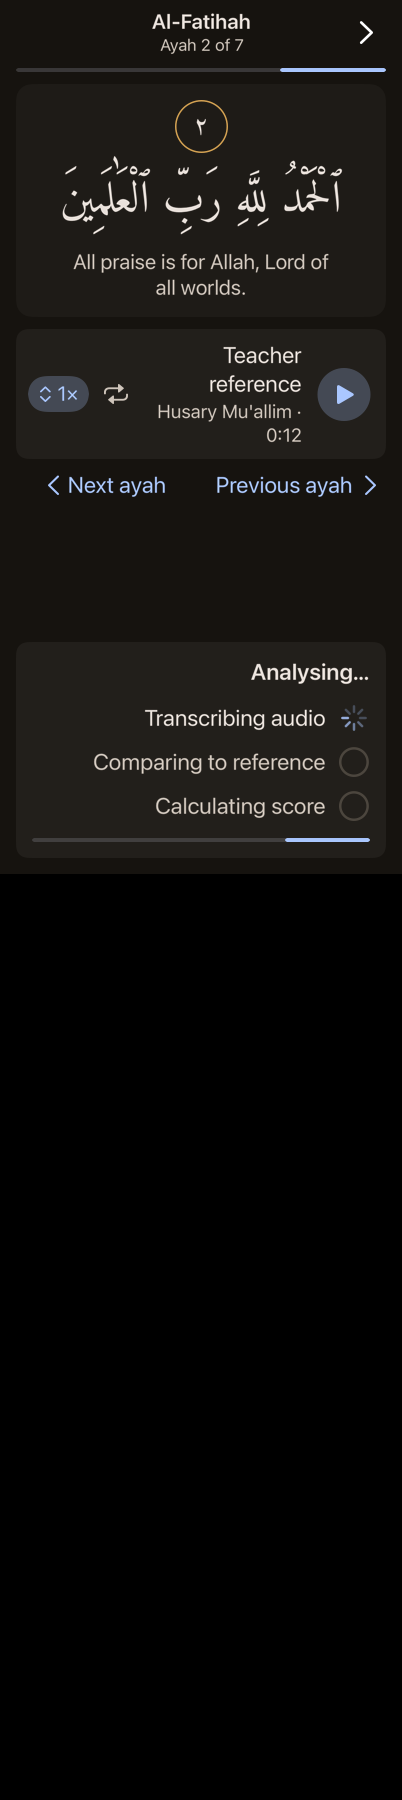 Al-Fatihah
Ayah 2 of 7
٢
ٱلْحَمْدُ لِلَّهِ رَبِّ ٱلْعَٰلَمِينَ
All praise is for Allah, Lord of
all worlds.
Teacher
reference
Husary Mu'allim ·
0:12
1×
Previous ayah
Next ayah
Analysing...
Transcribing audio
Comparing to reference
Calculating score